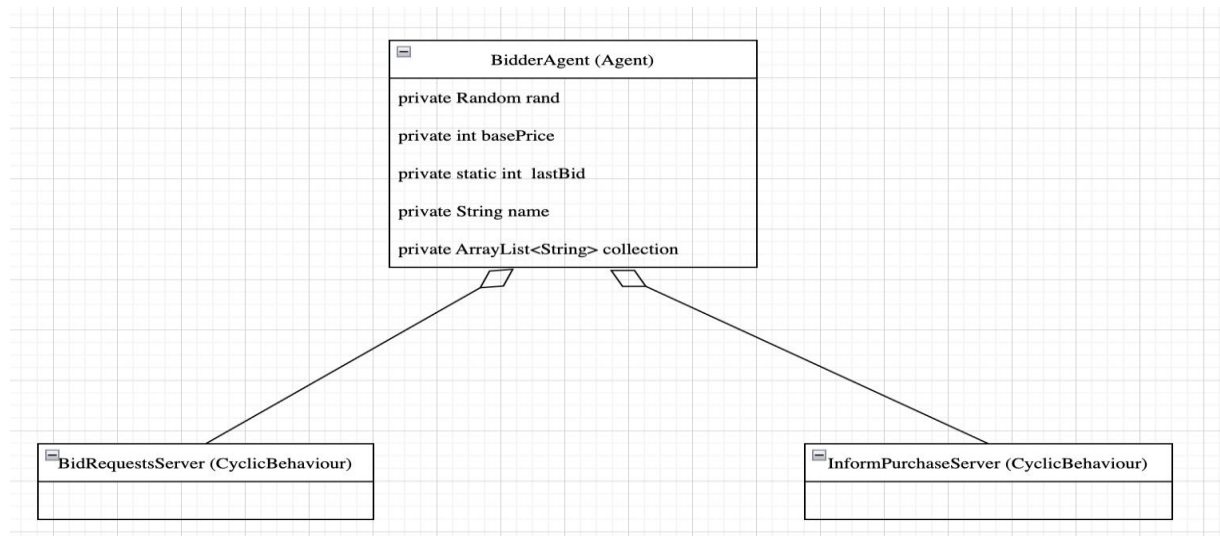 BidderAgent (Agent)
private Random rand
private int basePrice
private static int lastBid
private String name
private ArrayList<String> collection
BidRequestsServer (CyclicBehaviour)
InformPurchaseServer (CyclicBehaviour)